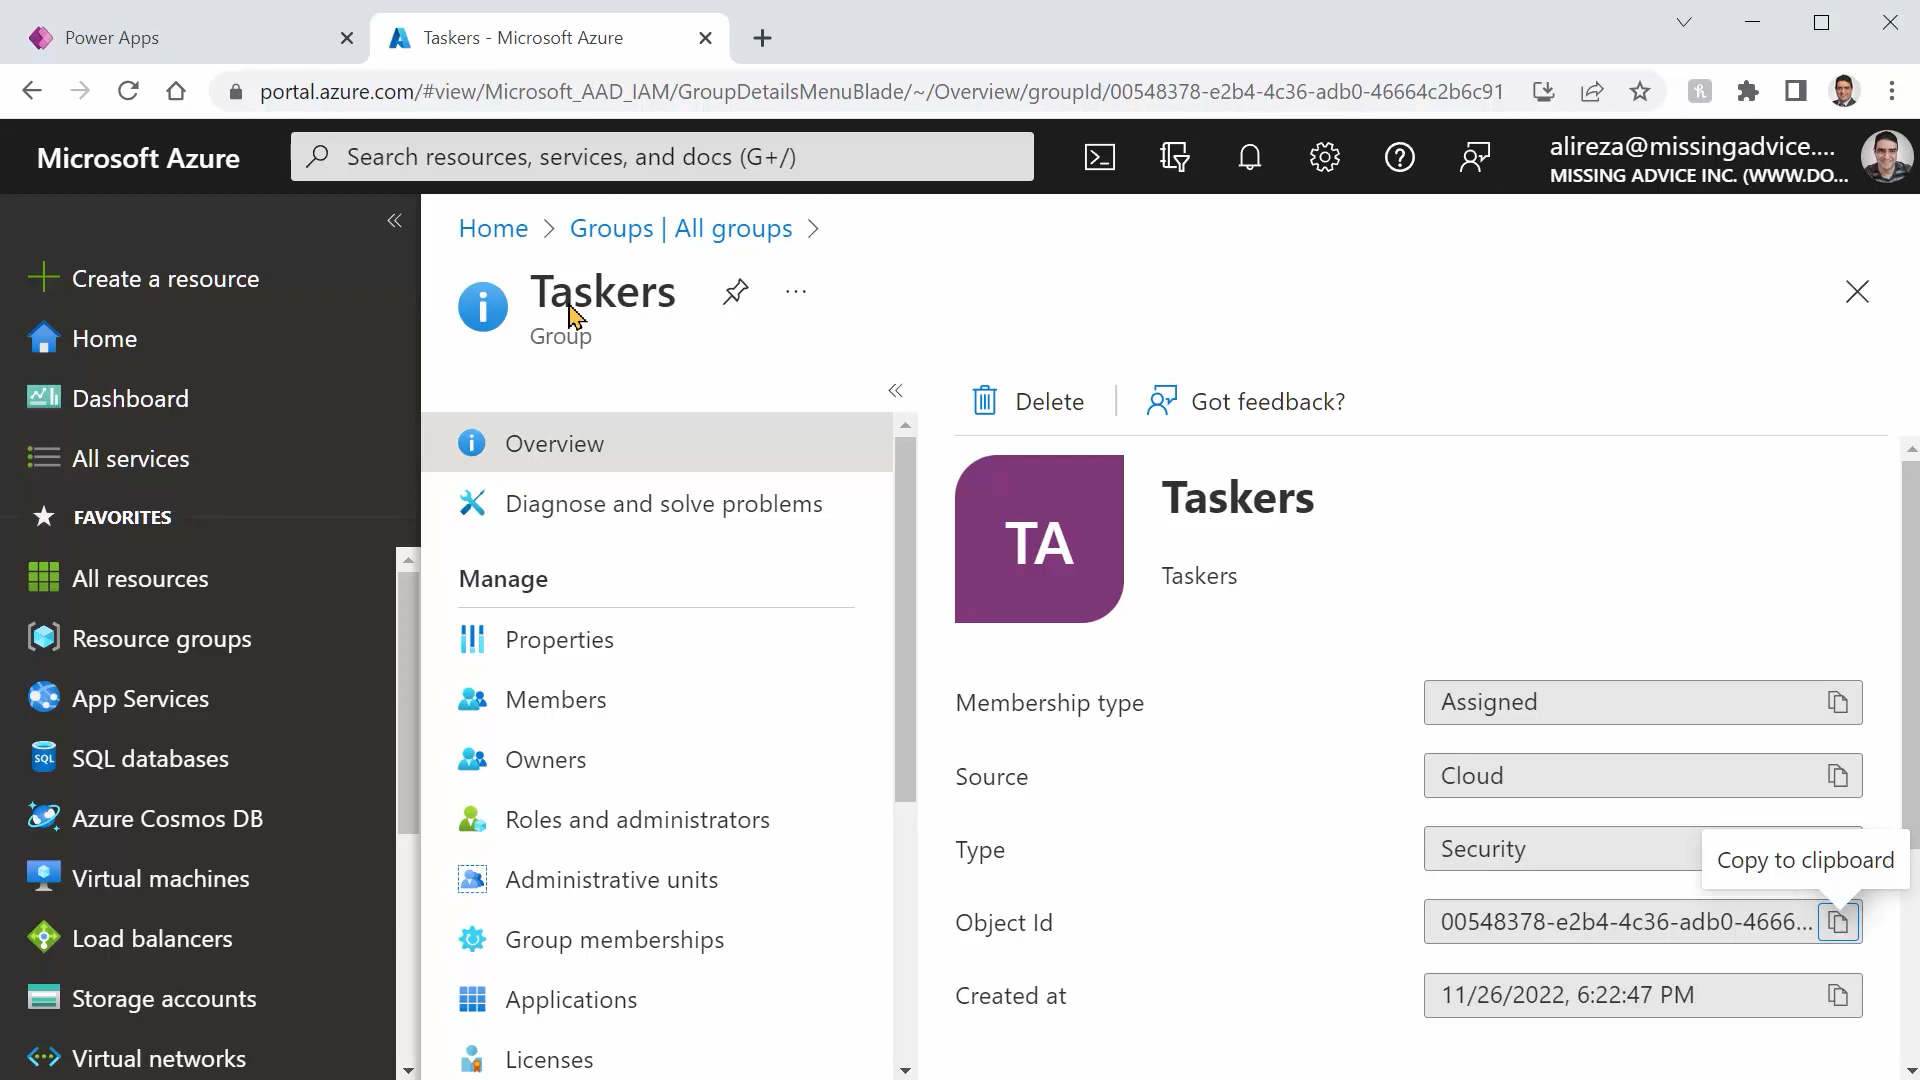 Power Apps
Taskers - Microsoft Azure
portal.azure.com/#view/Microsoft_AAD_IAM/GroupDetailsMenuBlade/~/Overview/groupId/00548378-e2b4-4c36-adb0-46664c2b6c91
Microsoft Azure
Search resources, services, and docs (G+/)
alireza@missingadvice....
MISSING ADVICE INC. (WWW.DO...
Create a resource
Home
Dashboard
All services
FAVORITES
All resources
Resource groups
App Services
SQL databases
Azure Cosmos DB
Virtual machines
Load balancers
Storage accounts
Virtual networks
Home > Groups | All groups >
Taskers
...
Group
Overview
Diagnose and solve problems
Manage
Properties
Members
Owners
Roles and administrators
Administrative units
Group memberships
Applications
Licenses
Delete
Got feedback?
TA
Taskers
Taskers
Membership type
Assigned
Source
Cloud
Type
Security
Copy to clipboard
Object Id
00548378-e2b4-4c36-adb0-4666...
Created at
11/26/2022, 6:22:47 PM